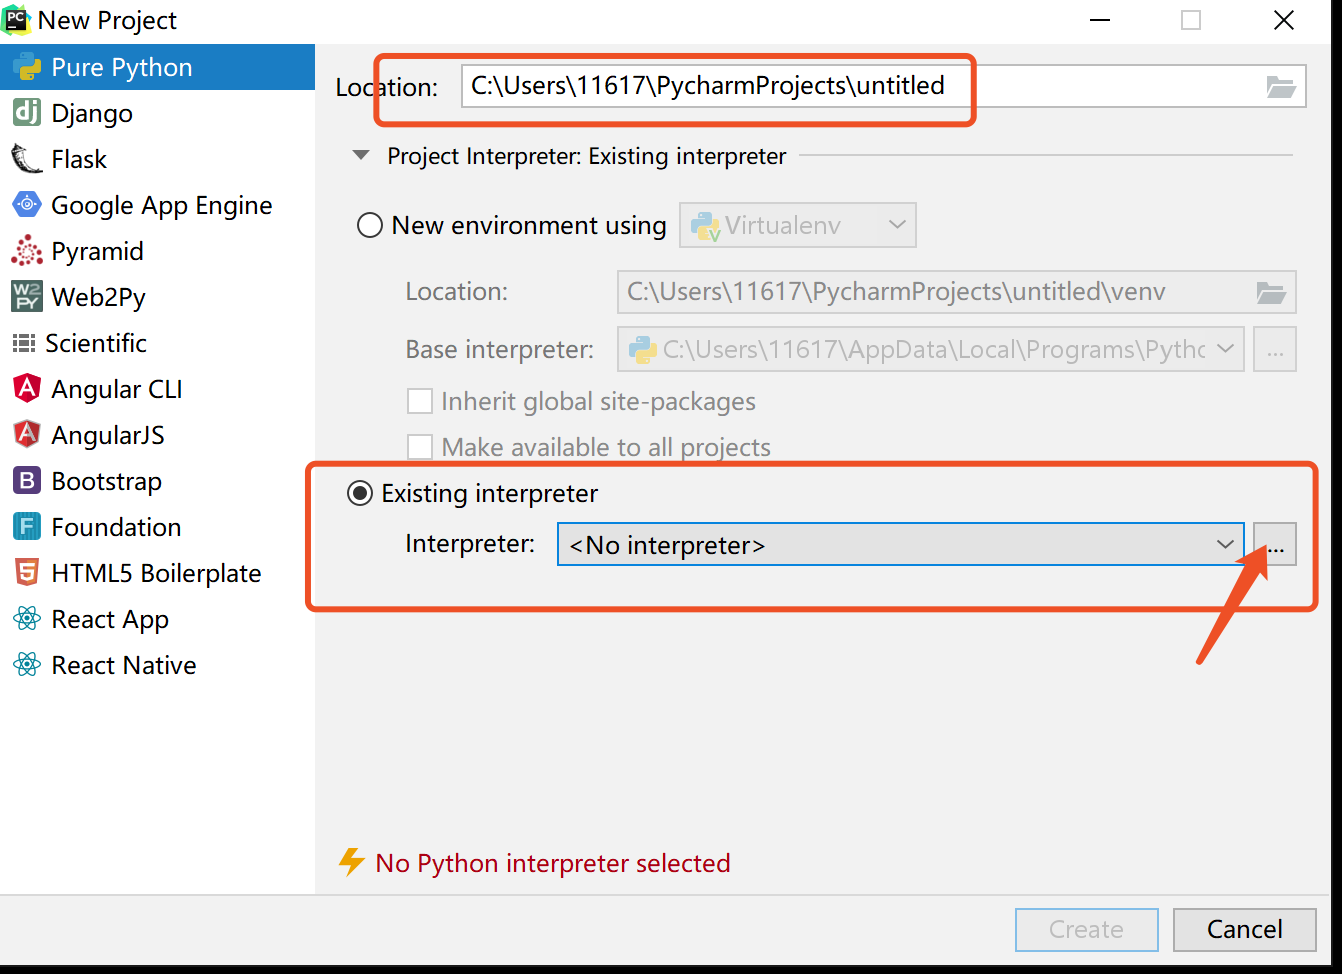 New Project
Pure Python
Django
Flask
Google App Engine
Pyramid
Web2Py
Scientific
Angular CLI
AngularJS
Bootstrap
Foundation
HTML5 Boilerplate
React App
React Native
Location: C:\Users\11617\PycharmProjects\untitled
Project Interpreter: Existing interpreter
New environment using Virtualenv
Location: C:\Users\11617\PycharmProjects\untitled\venv
Base interpreter: C:\Users\11617\AppData\Local\Programs\Pythc ...
Inherit global site-packages
Make available to all projects
Existing interpreter
Interpreter: <No interpreter> ...
No Python interpreter selected
Create Cancel